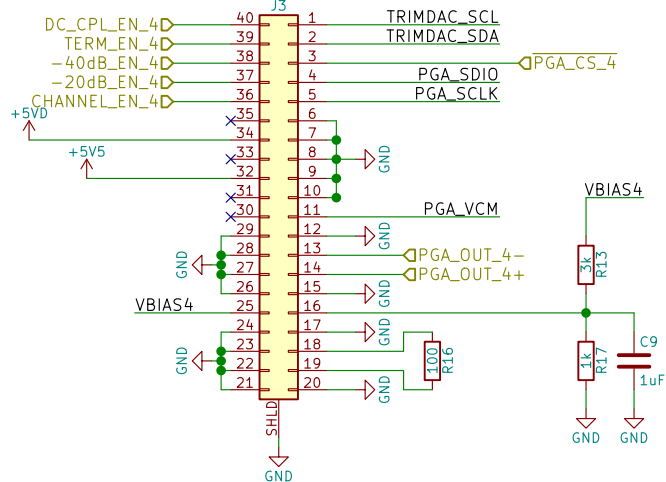 J3
DC_CPL_EN_4 40 1 TRIMDAC_SCL
TERM_EN_4 39 2 TRIMDAC_SDA
-40dB_EN_4 38 3 PGA_CS_4
-20dB_EN_4 37 4 PGA_SDIO
CHANNEL_EN_4 36 5 PGA_SCLK
+5VD 35 6
34 7
+5V5 33 8 GND
32 9
31 10 VBIAS4
30 11 PGA_VCM
29 12 GND
GND 28 13 PGA_OUT_4-
27 14 PGA_OUT_4+
3k R13
26 15 GND
VBIAS4 25 16
24 17 GND
GND 23 18
22 19
100 R16
1k R17
C9
1uF
21 20 GND
SHLD
GND GND
GND